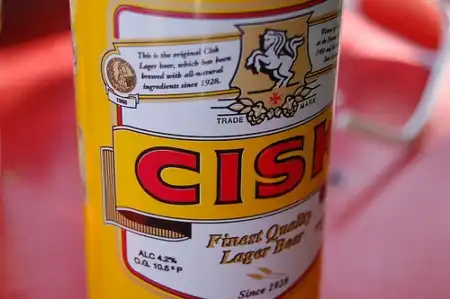 This is the original Cisk
Lager beer, which has been
brewed with all-natural
ingredients since 1928.
TRADE MARK
CISK
Finest Quality
Lager Beer
ALC 4.2%
O.G. 10.5° P
Since 1928